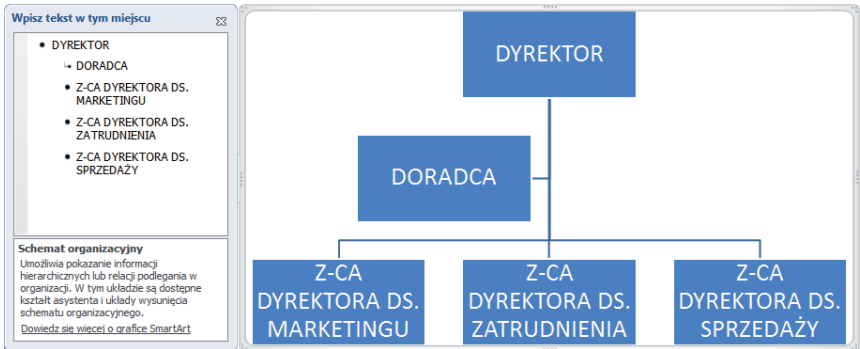 Wpisz tekst w tym miejscu
DYREKTOR
DORADCA
Z-CA DYREKTORA DS.
MARKETINGU
Z-CA DYREKTORA DS.
ZATRUDNIENIA
Z-CA DYREKTORA DS.
SPRZEDAŻY
Schemat organizacyjny
Umożliwia pokazanie informacji
hierarchicznych lub relacji podlegania w
organizacji. W tym układzie są dostępne
kształt asystenta i układy wysunięcia
schematu organizacyjnego.
Dowiedz się więcej o grafice SmartArt
DYREKTOR
DORADCA
Z-CA
DYREKTORA DS.
MARKETINGU
Z-CA
DYREKTORA DS.
ZATRUDNIENIA
Z-CA
DYREKTORA DS.
SPRZEDAŻY